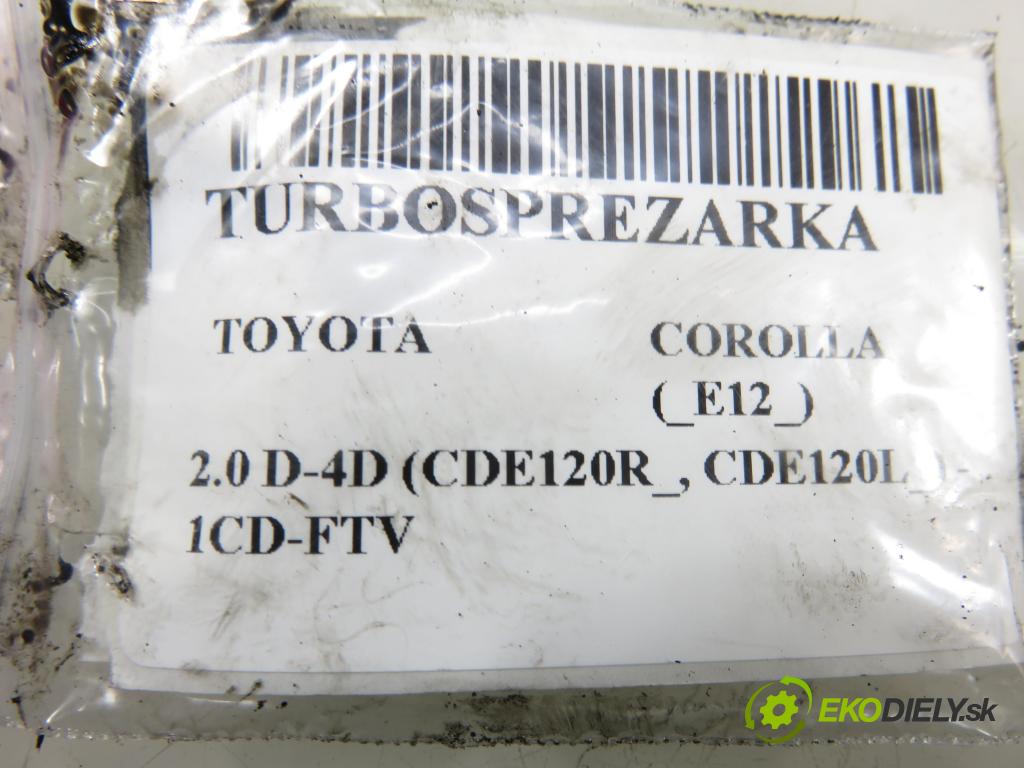 TURBOSPREZARKA
TOYOTA COROLLA
(_E12_)
2.0 D-4D (CDE120R_, CDE120L_)-
1CD-FTV
EKODIELY.sk